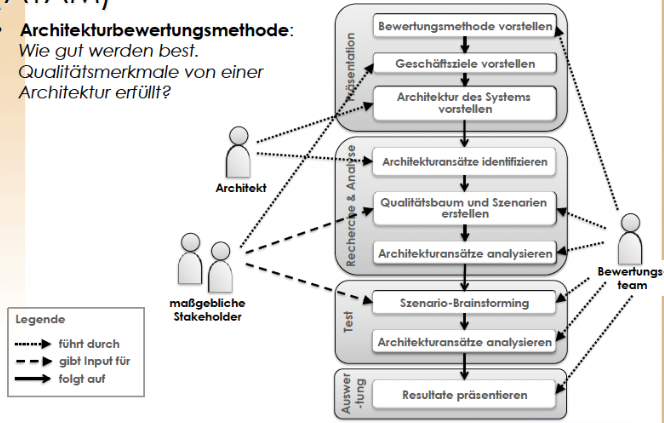 (ATAM)
• Architekturbewertungsmethode:
Wie gut werden best.
Qualitätsmerkmale von einer
Architektur erfüllt?
Präsentation
Bewertungsmethode vorstellen
Geschäftsziele vorstellen
Architektur des Systems
vorstellen
Architekt
Recherche & Analyse
Architekturansätze identifizieren
Qualitätsbaum und Szenarien
erstellen
Architekturansätze analysieren
maßgebliche
Stakeholder
Bewertungs-
team
Test
Szenario-Brainstorming
Architekturansätze analysieren
Auswer
-tung
Resultate präsentieren
Legende
führt durch
gibt Input für
folgt auf